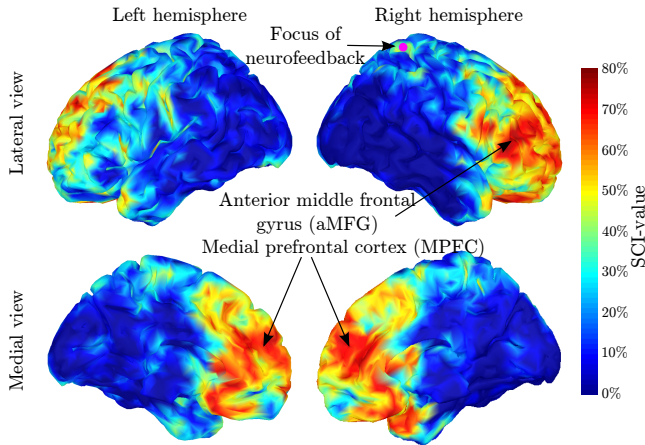 Left hemisphere
Right hemisphere
Focus of
neurofeedback
Lateral view
Anterior middle frontal
gyrus (aMFG)
Medial prefrontal cortex (MPFC)
Medial view
80%
70%
60%
50%
40%
30%
20%
10%
0%
SCI-value